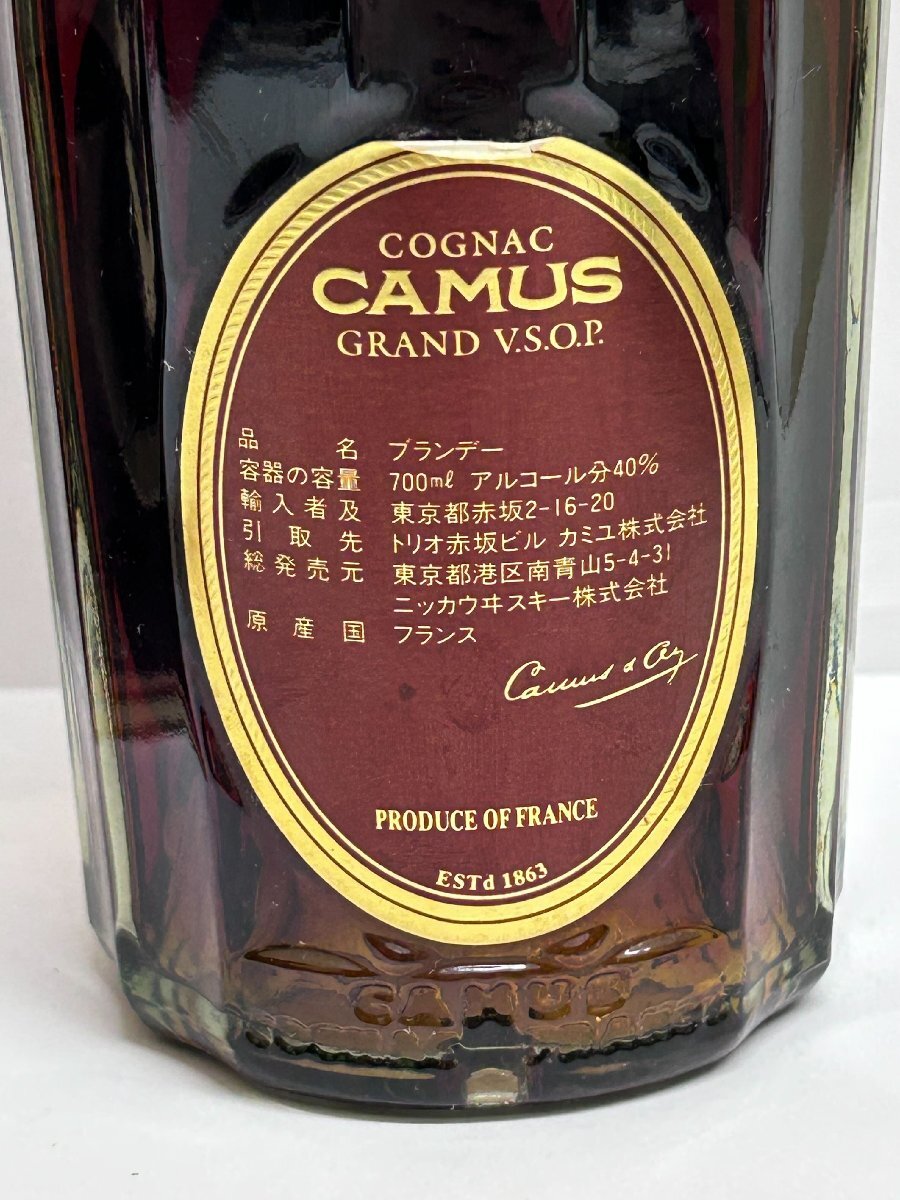 COGNAC
CAMUS
GRAND V.S.O.P.
品名 ブランデー
容器の容量 700ml アルコール分40%
輸入者及 東京都赤坂2-16-20
引取先 トリオ赤坂ビル カミユ株式会社
総発売元 東京都港区南青山5-4-31
ニッカウヰスキー株式会社
原産国 フランス
Camus & Cie
PRODUCE OF FRANCE
ESTd 1863
CAMUS